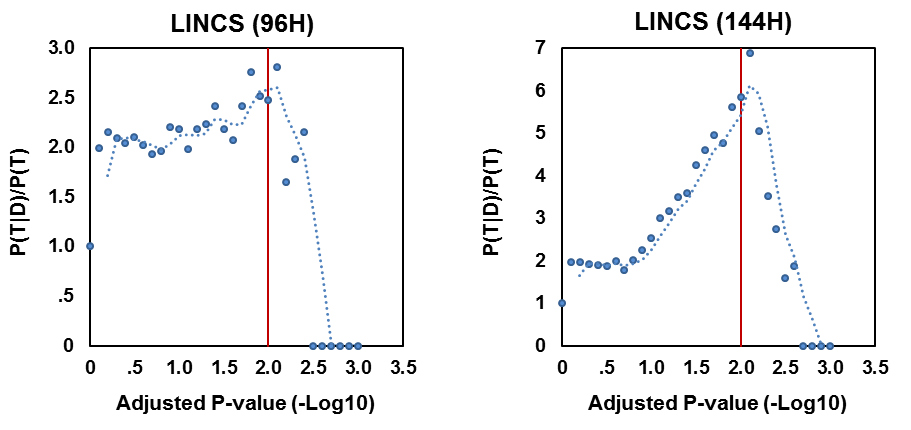 LINCS (96H)
3.0
2.5
2.0
1.5
1.0
.5
0
P(T|D)/P(T)
0 .5 1.0 1.5 2.0 2.5 3.0 3.5
Adjusted P-value (-Log10)
LINCS (144H)
7
6
5
4
3
2
1
0
P(T|D)/P(T)
0 .5 1.0 1.5 2.0 2.5 3.0 3.5
Adjusted P-value (-Log10)